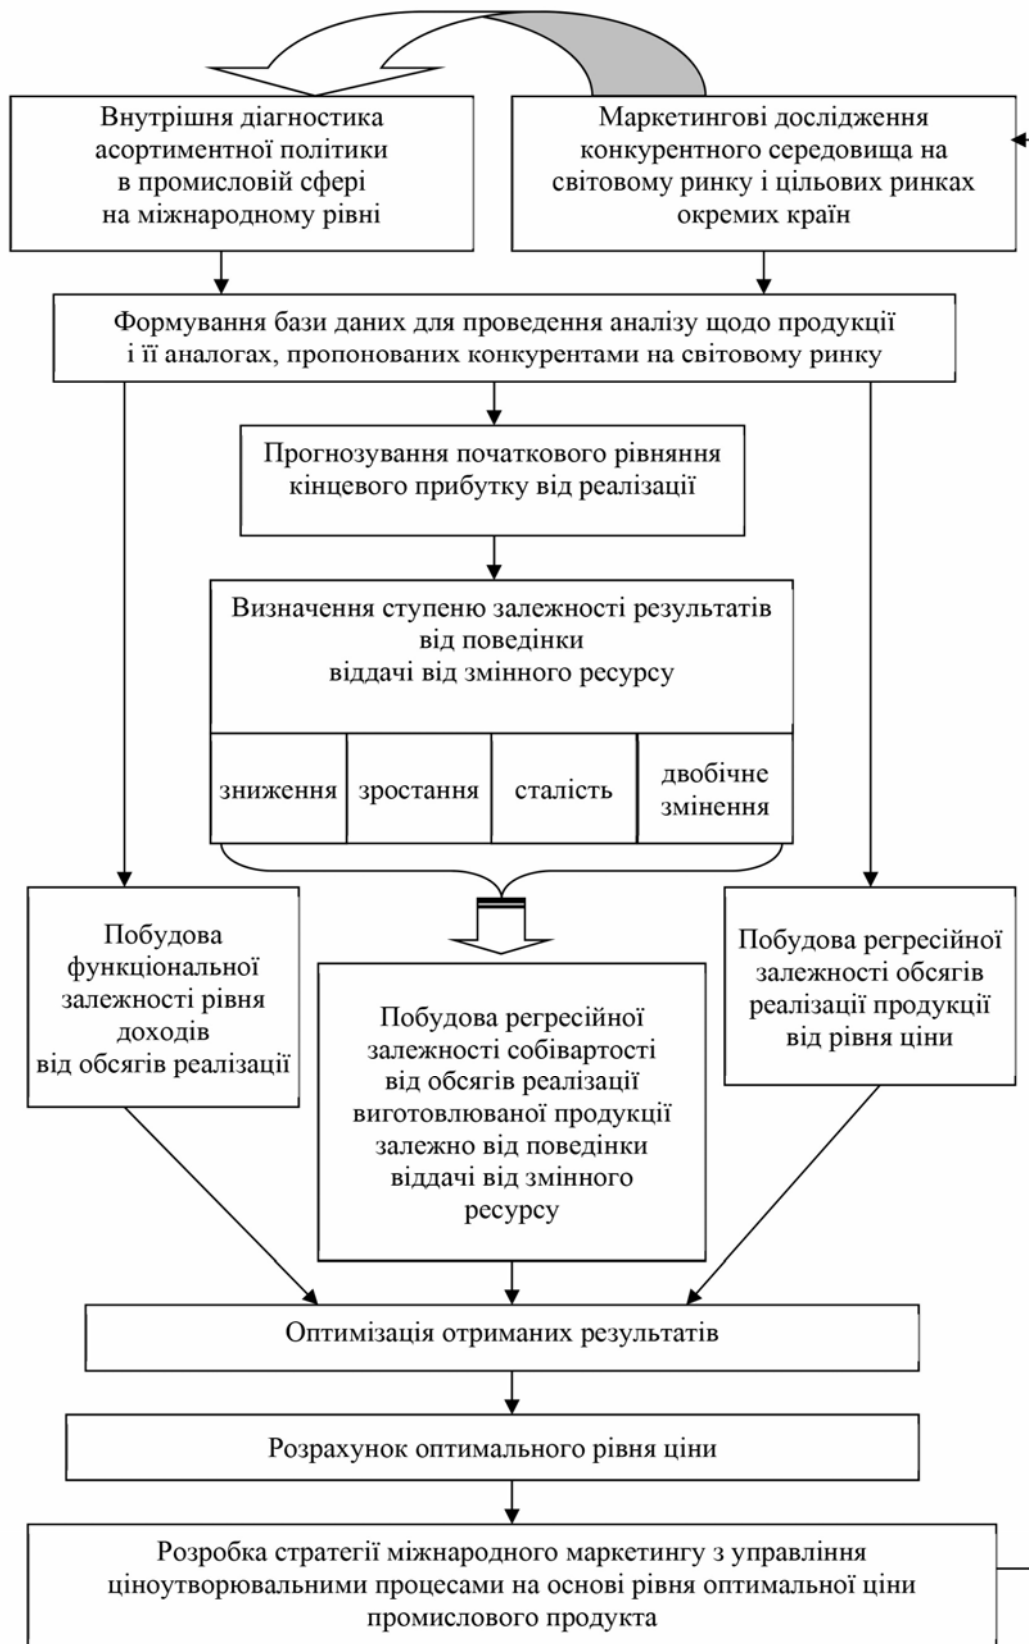 Внутрішня діагностика
асортиментної політики
в промисловій сфері
на міжнародному рівні
Маркетингові дослідження
конкурентного середовища на
світовому ринку і цільових ринках
окремих країн
Формування бази даних для проведення аналізу щодо продукції
і її аналогах, пропонованих конкурентами на світовому ринку
Прогнозування початкового рівняння
кінцевого прибутку від реалізації
Визначення ступеню залежності результатів
від поведінки
віддачі від змінного ресурсу
зниження
зростання
сталість
двобічне
змінення
Побудова
функціональної
залежності рівня
доходів
від обсягів реалізації
Побудова регресійної
залежності собівартості
від обсягів реалізації
виготовлюваної продукції
залежно від поведінки
віддачі від змінного
ресурсу
Побудова регресійної
залежності обсягів
реалізації продукції
від рівня ціни
Оптимізація отриманих результатів
Розрахунок оптимального рівня ціни
Розробка стратегії міжнародного маркетингу з управління
ціноутворювальними процесами на основі рівня оптимальної ціни
промислового продукта